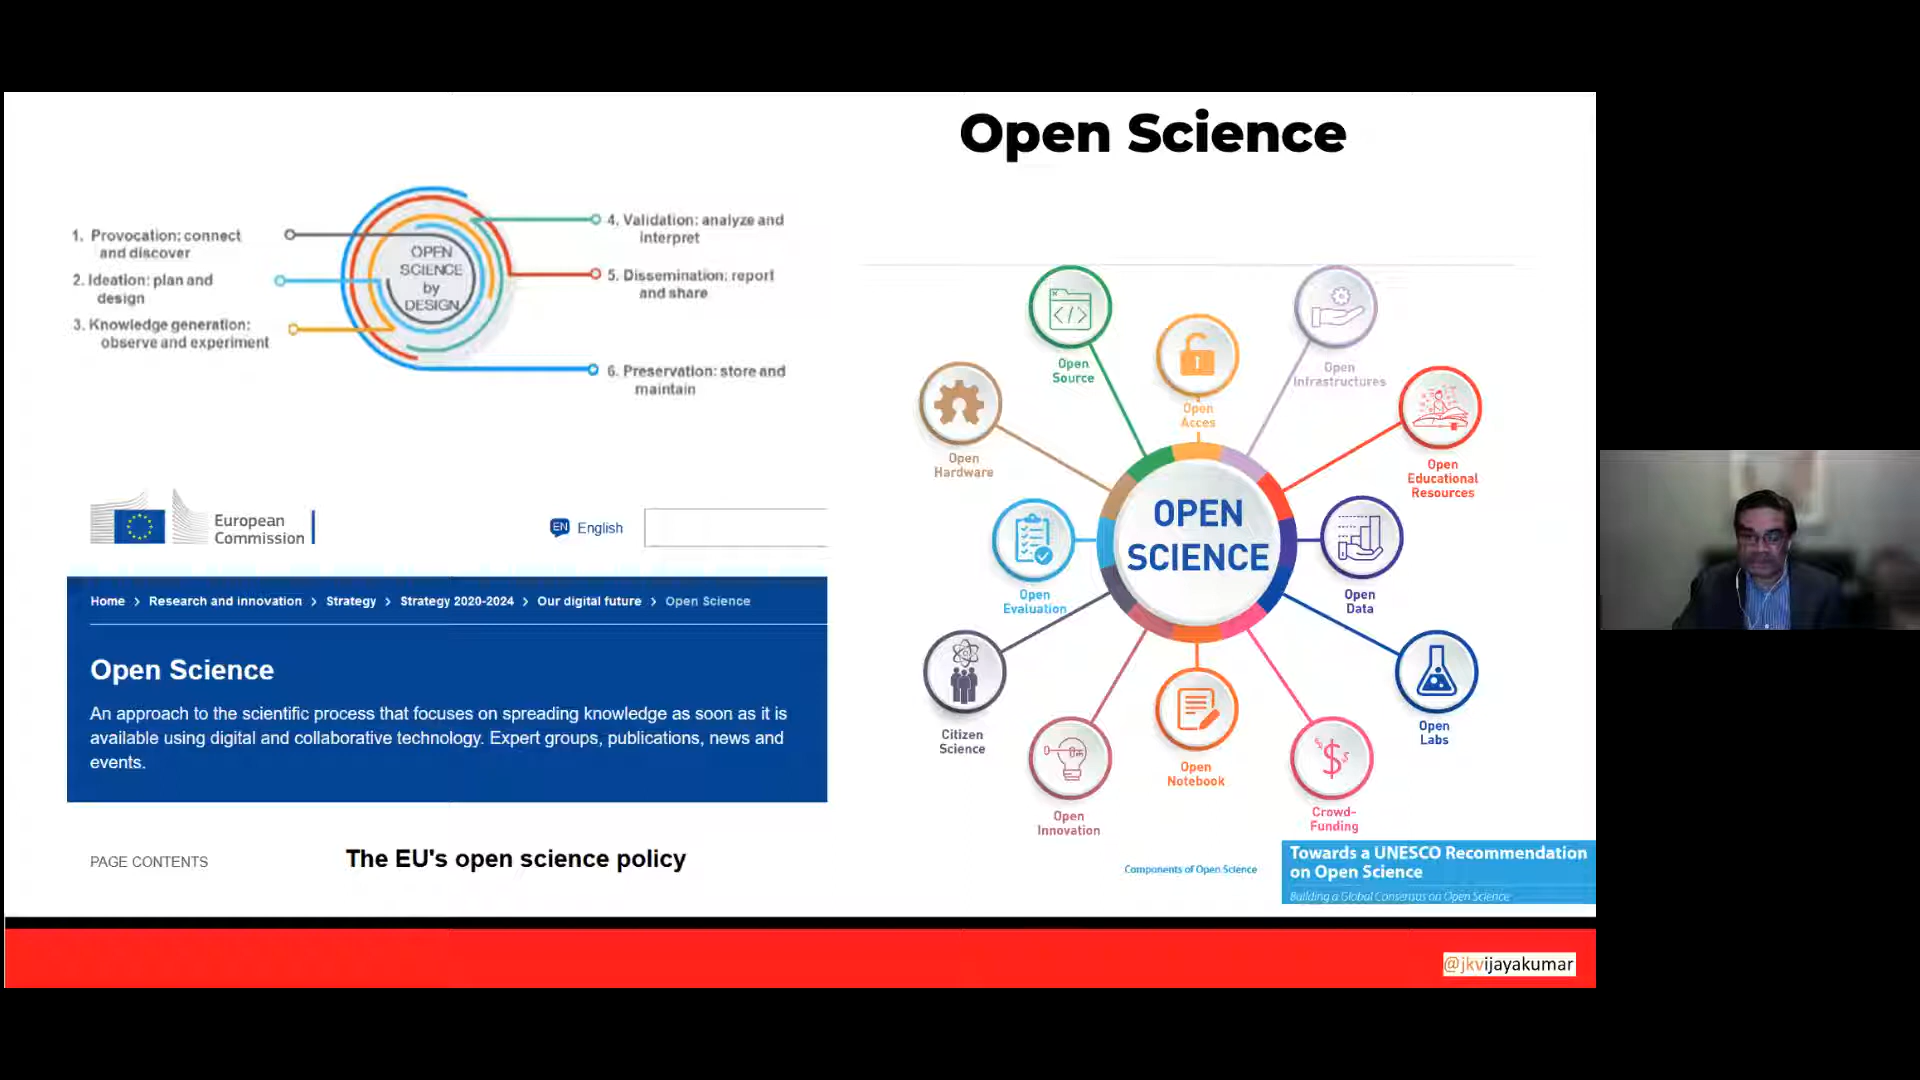 Open Science
1. Provocation: connect
and discover
2. Ideation: plan and
design
3. Knowledge generation:
observe and experiment
OPEN
SCIENCE
by
DESIGN
4. Validation: analyze and
interpret
5. Dissemination: report
and share
6. Preservation: store and
maintain
European
Commission
EN English
Home > Research and innovation > Strategy > Strategy 2020-2024 > Our digital future > Open Science
Open Science
An approach to the scientific process that focuses on spreading knowledge as soon as it is
available using digital and collaborative technology. Expert groups, publications, news and
events.
PAGE CONTENTS
The EU's open science policy
Open
Source
Open
Acces
Open
Infrastructures
Open
Hardware
Open
Educational
Resources
OPEN
SCIENCE
Open
Evaluation
Open
Data
Citizen
Science
Open
Labs
Open
Innovation
Open
Notebook
Crowd-
Funding
Components of Open Science
Towards a UNESCO Recommendation
on Open Science
Building a Global Consensus on Open Science
@jkvijayakumar